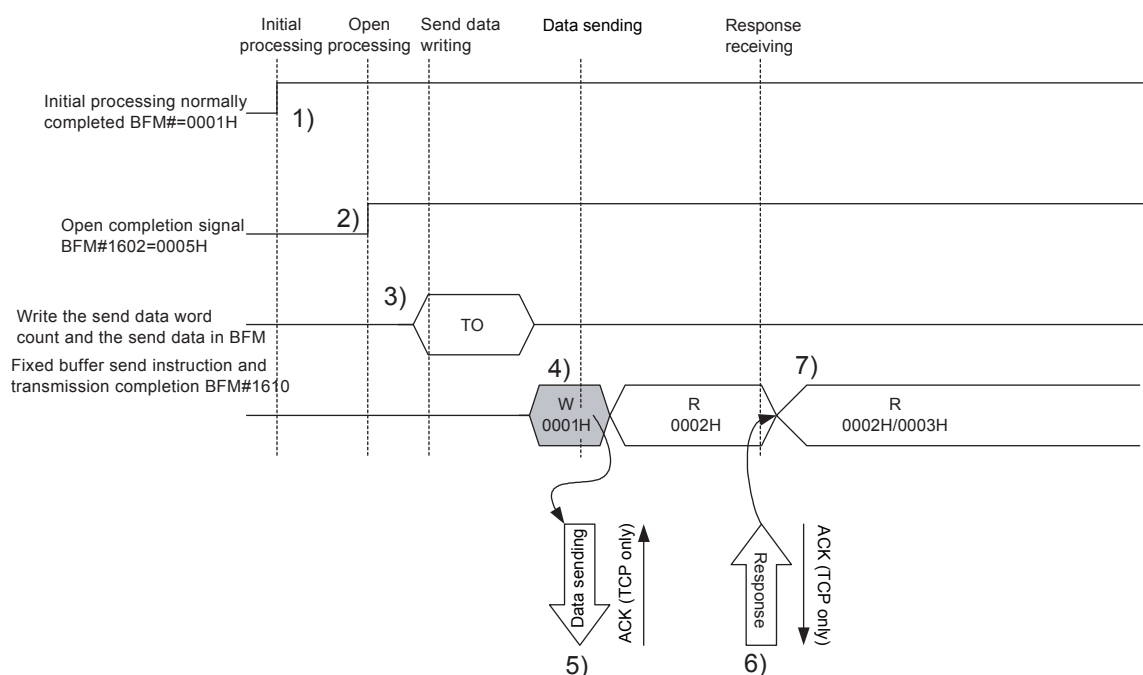 Initial processing
Open processing
Send data writing
Data sending
Response receiving
Initial processing normally
completed BFM#=0001H
1)
Open completion signal
BFM#1602=0005H
2)
Write the send data word
count and the send data in BFM
3)
TO
Fixed buffer send instruction and
transmission completion BFM#1610
4)
W
0001H
R
0002H
7)
R
0002H/0003H
Data sending
ACK (TCP only)
5)
Response
ACK (TCP only)
6)